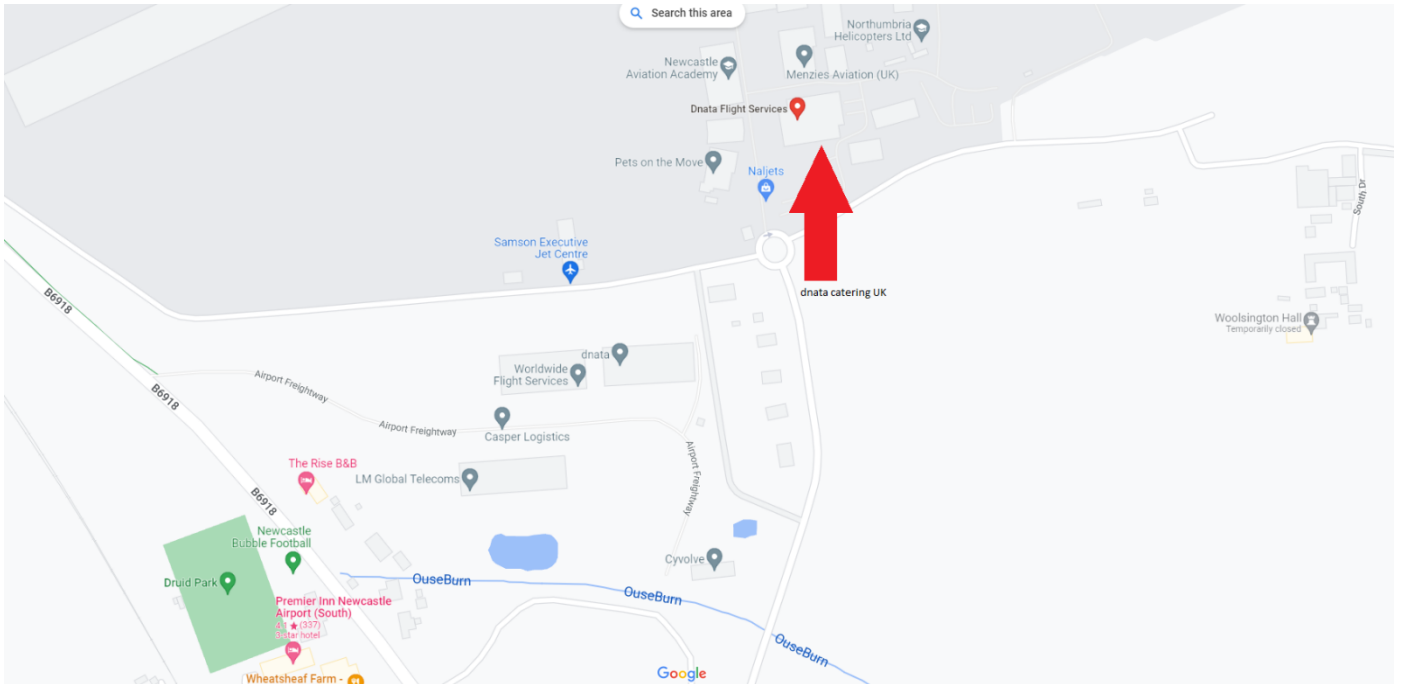 Search this area
Northumbria
Helicopters Ltd
Newcastle
Aviation Academy
Menzies Aviation (UK)
Dnata Flight Services
Pets on the Move
Naljets
South Dr
Samson Executive
Jet Centre
dnata catering UK
B6918
Woolsington Hall
Temporarily closed
dnata
Worldwide
Flight Services
Airport Freightway
B6918
Airport Freightway
Casper Logistics
The Rise B&B
LM Global Telecoms
Airport Freightway
B6918
Newcastle
Bubble Football
Cyvolve
Druid Park
OuseBurn
OuseBurn
Premier Inn Newcastle
Airport (South)
(337)
3-star hotel
OuseBurn
Google
Wheatsheaf Farm -